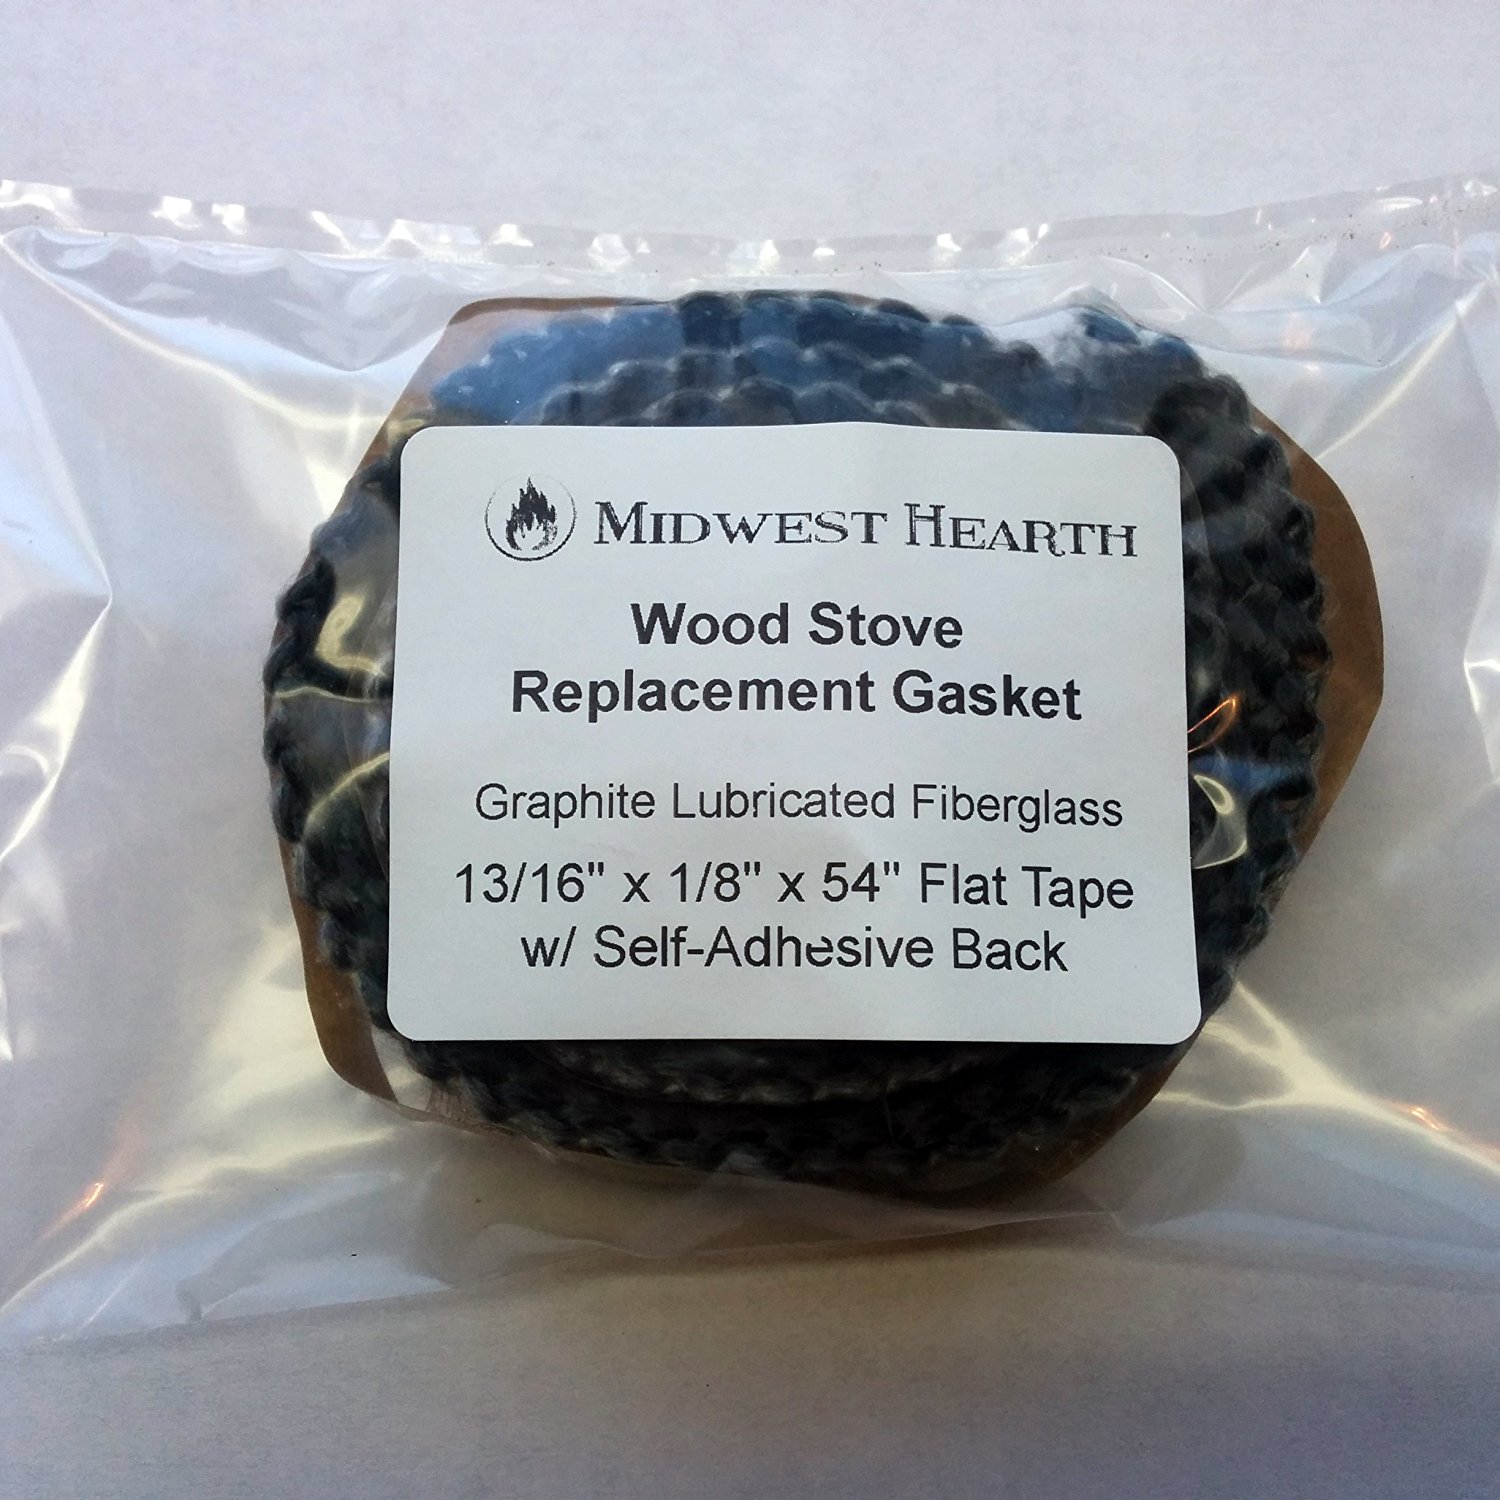 MIDWEST HEARTH
Wood Stove
Replacement Gasket
Graphite Lubricated Fiberglass
13/16" x 1/8" x 54" Flat Tape
w/ Self-Adhesive Back